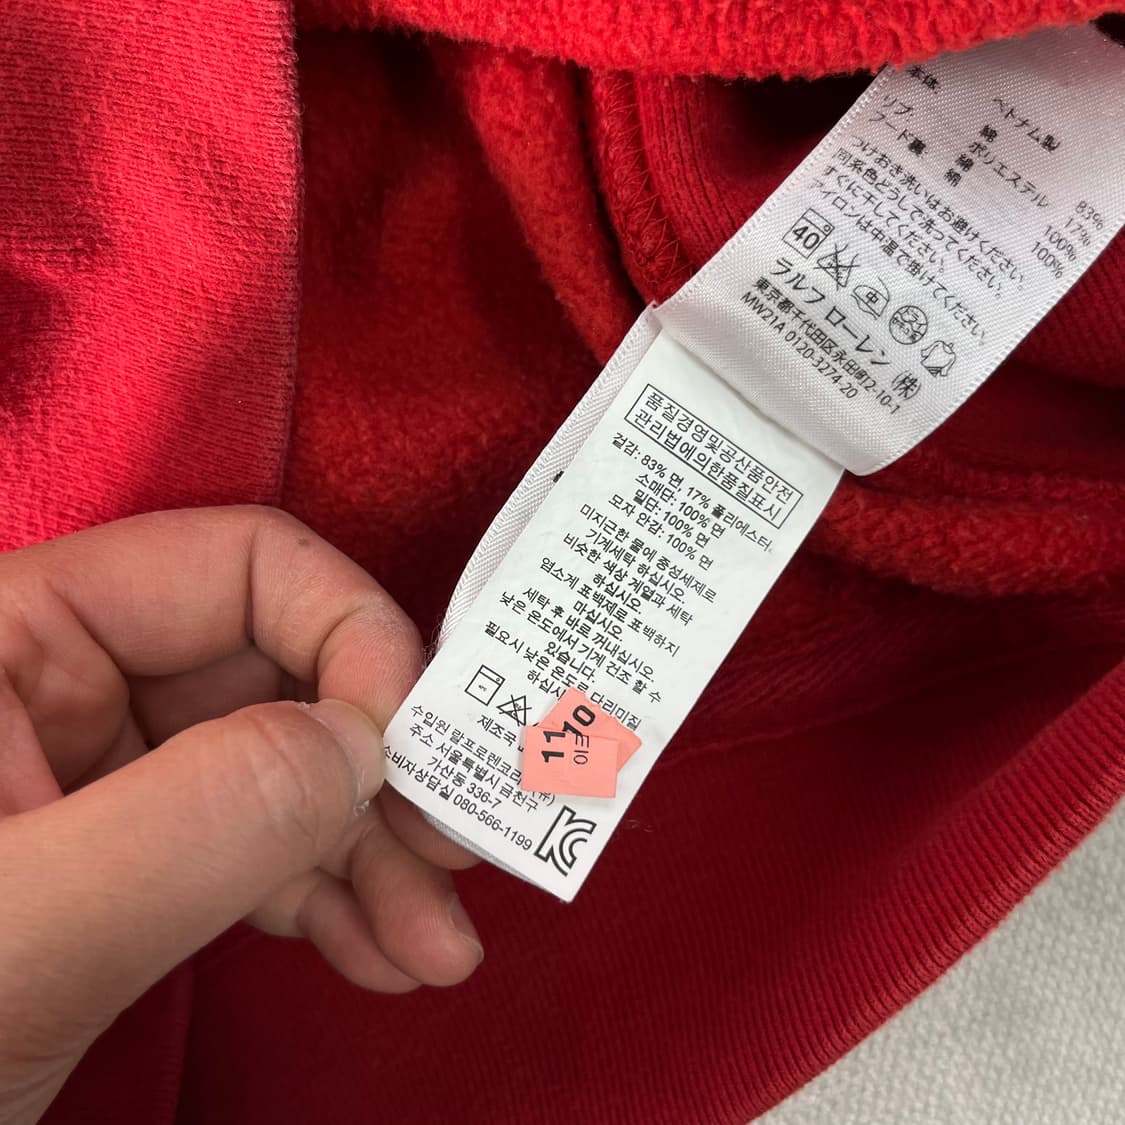 ベトナム製
本体: 綿 83%
ポリエステル 17%
リブ: 綿 100%
フード裏: 綿 100%
つけおき洗いはお避けください。
同系色どうしで洗ってください。
すぐに干してください。
アイロンは中温で掛けてください。
40
中
ラルフ ローレン (株)
東京都千代田区永田町2-10-1
MW21A 0120-3274-20
품질경영및공산품안전
관리법에의한품질표시
겉감: 83% 면, 17% 폴리에스터.
소매단: 100% 면
밑단: 100% 면
모자 안감: 100% 면
미지근한 물에 중성세제로
기계세탁 하십시오.
비슷한 색상 계열과 세탁
하십시오.
염소계 표백제로 표백하지
마십시오.
세탁 후 바로 꺼내십시오.
낮은 온도에서 기계 건조 할 수
있습니다.
필요시 낮은 온도로 다리미질
하십시
제조국
수입원 랄프로렌코리 (유)
주소 서울특별시 금천구
가산동 336-7
소비자상담실 080-566-1199
10
11